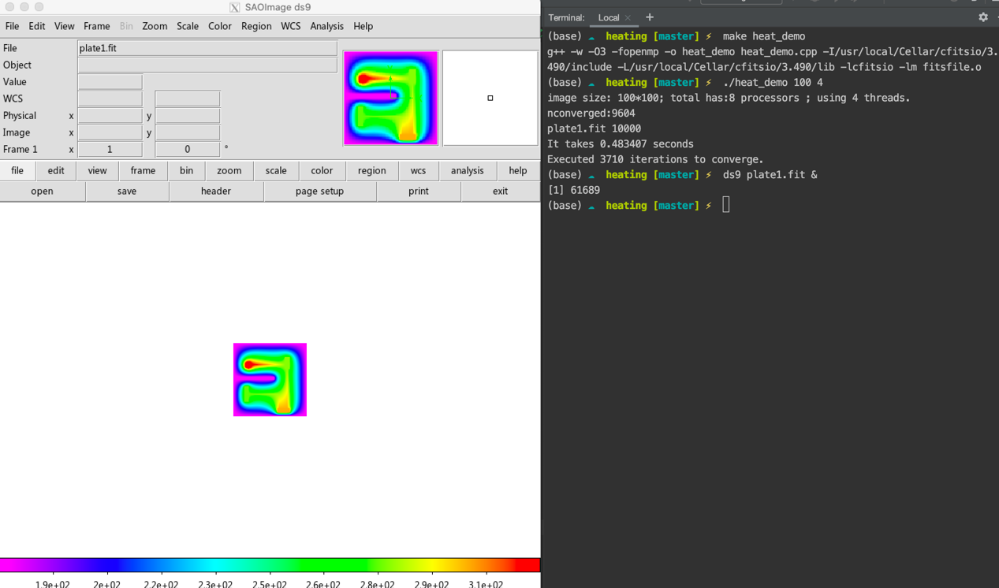 SAOImage ds9
File Edit View Frame Bin Zoom Scale Color Region WCS Analysis Help
File plate1.fit
Object
Value
WCS
Physical x y
Image x y
Frame 1 x 1 0 °
file edit view frame bin zoom scale color region wcs analysis help
open save header page setup print exit
1.9e+02 2e+02 2.2e+02 2.3e+02 2.5e+02 2.6e+02 2.8e+02 2.9e+02 3.1e+02
Terminal: Local × +
(base) heating [master] ⚡ make heat_demo
g++ -w -O3 -fopenmp -o heat_demo heat_demo.cpp -I/usr/local/Cellar/cfitsio/3.
490/include -L/usr/local/Cellar/cfitsio/3.490/lib -lcfitsio -lm fitsfile.o
(base) heating [master] ⚡ ./heat_demo 100 4
image size: 100*100; total has:8 processors ; using 4 threads.
nconverged:9604
plate1.fit 10000
It takes 0.483407 seconds
Executed 3710 iterations to converge.
(base) heating [master] ⚡ ds9 plate1.fit &
[1] 61689
(base) heating [master] ⚡